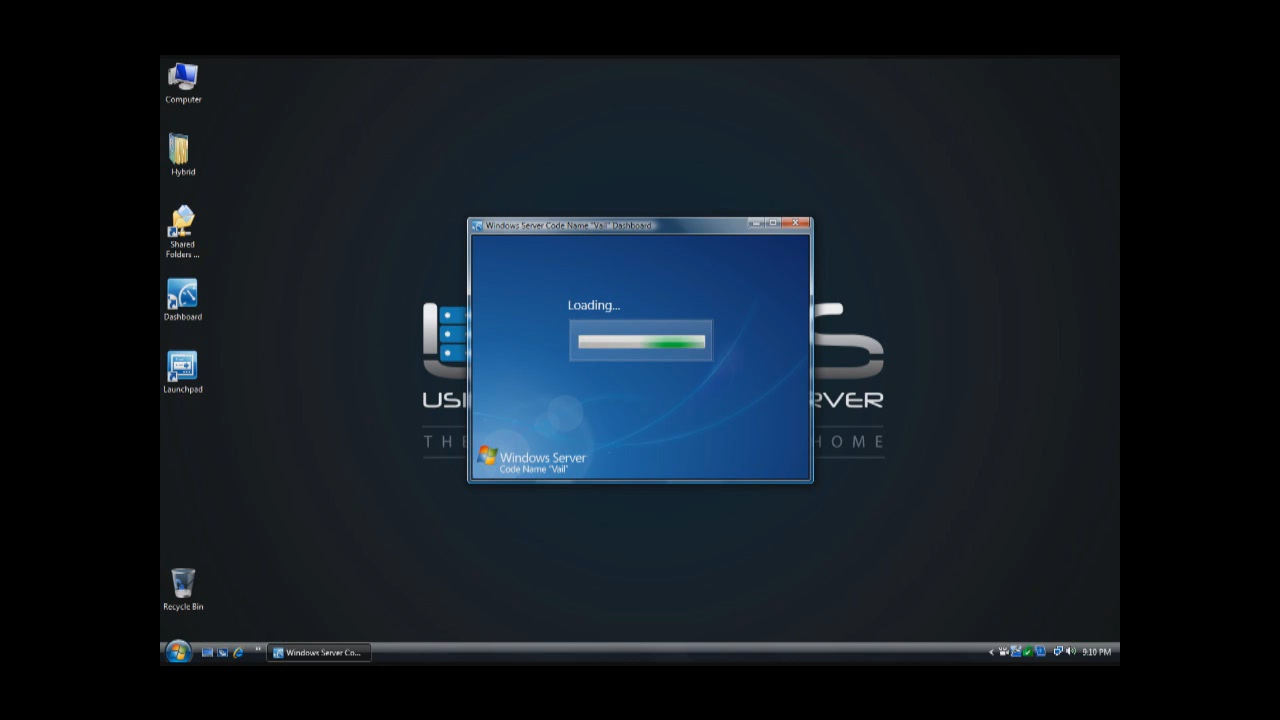 Computer
Hybrid
Shared
Folders ...
Dashboard
Launchpad
Recycle Bin
Windows Server Code Name "Vail" Dashboard
Loading...
Windows Server
Code Name "Vail"
USI
RVER
THE
HOME
Windows Server Co...
9:10 PM